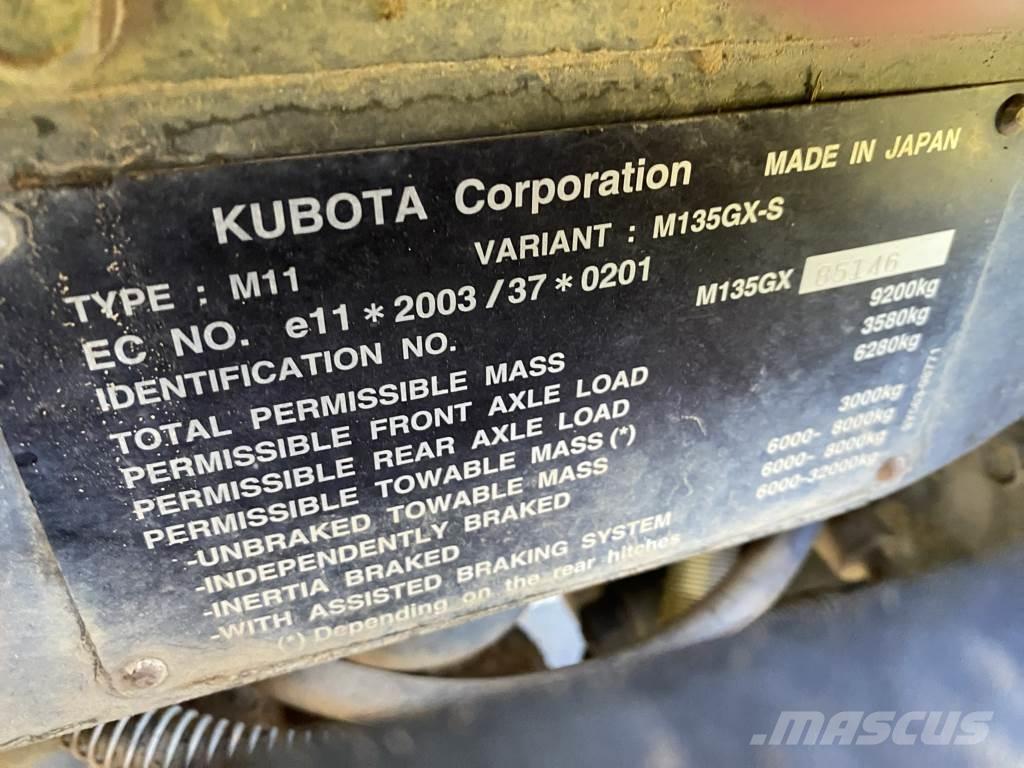 KUBOTA Corporation MADE IN JAPAN
TYPE : M11 VARIANT : M135GX-S
EC NO. e11*2003/37*0201
IDENTIFICATION NO. M135GX 85146
TOTAL PERMISSIBLE MASS 9200kg
PERMISSIBLE FRONT AXLE LOAD 3580kg
PERMISSIBLE REAR AXLE LOAD 6280kg
PERMISSIBLE TOWABLE MASS(*)
-UNBRAKED TOWABLE MASS 3000kg
-INDEPENDENTLY BRAKED 6000- 8000kg
-INERTIA BRAKED 6000- 8000kg
-WITH ASSISTED BRAKING SYSTEM 6000-32000kg
(*) Depending on the rear hitches
MASCUS